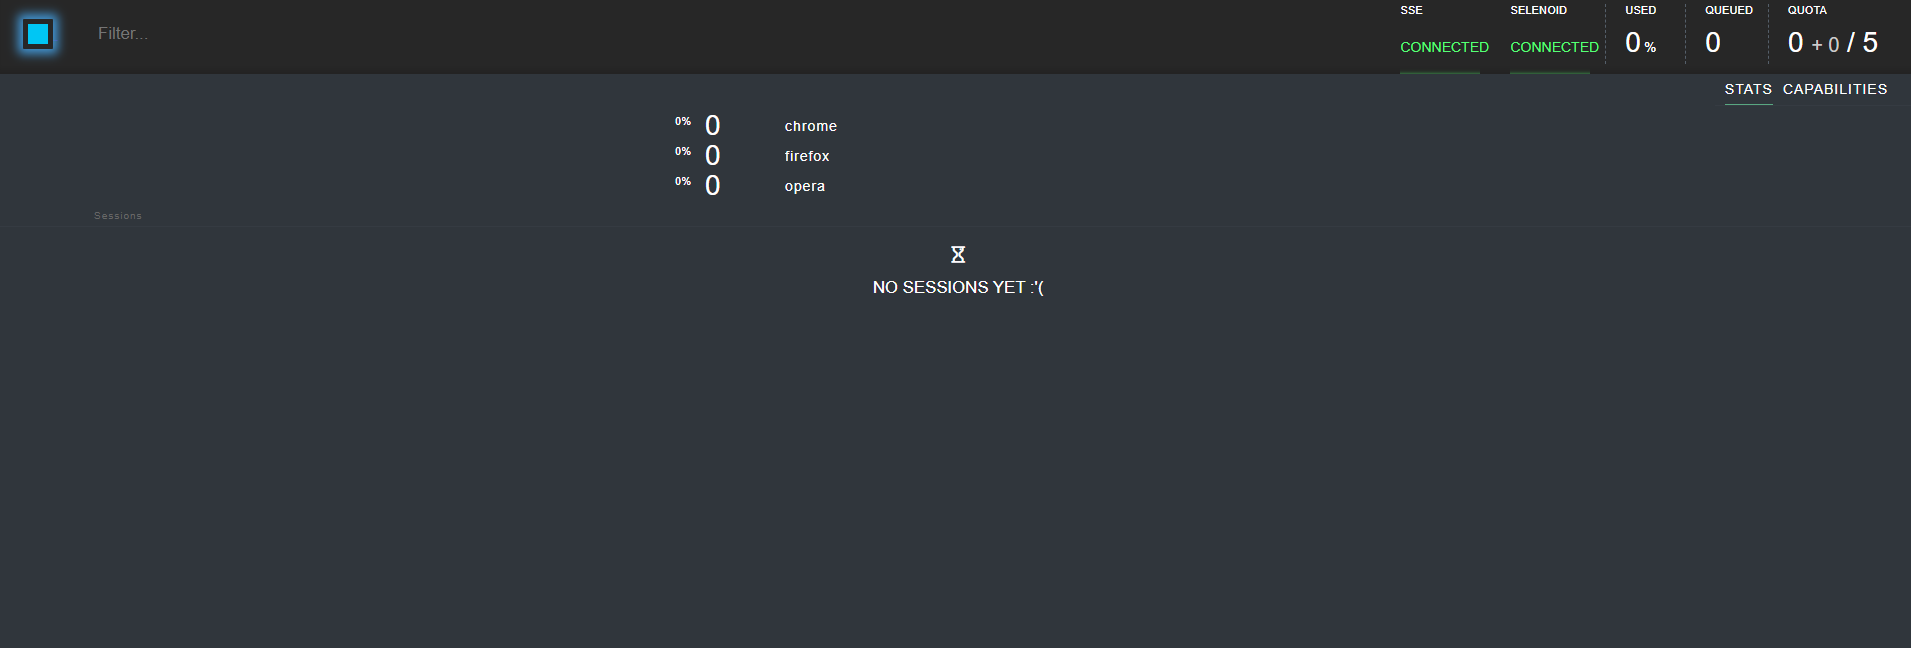 Filter...
SSE
CONNECTED
SELENOID
CONNECTED
USED
0 %
QUEUED
0
QUOTA
0 + 0 / 5
STATS CAPABILITIES
0% 0 chrome
0% 0 firefox
0% 0 opera
Sessions
NO SESSIONS YET :'(